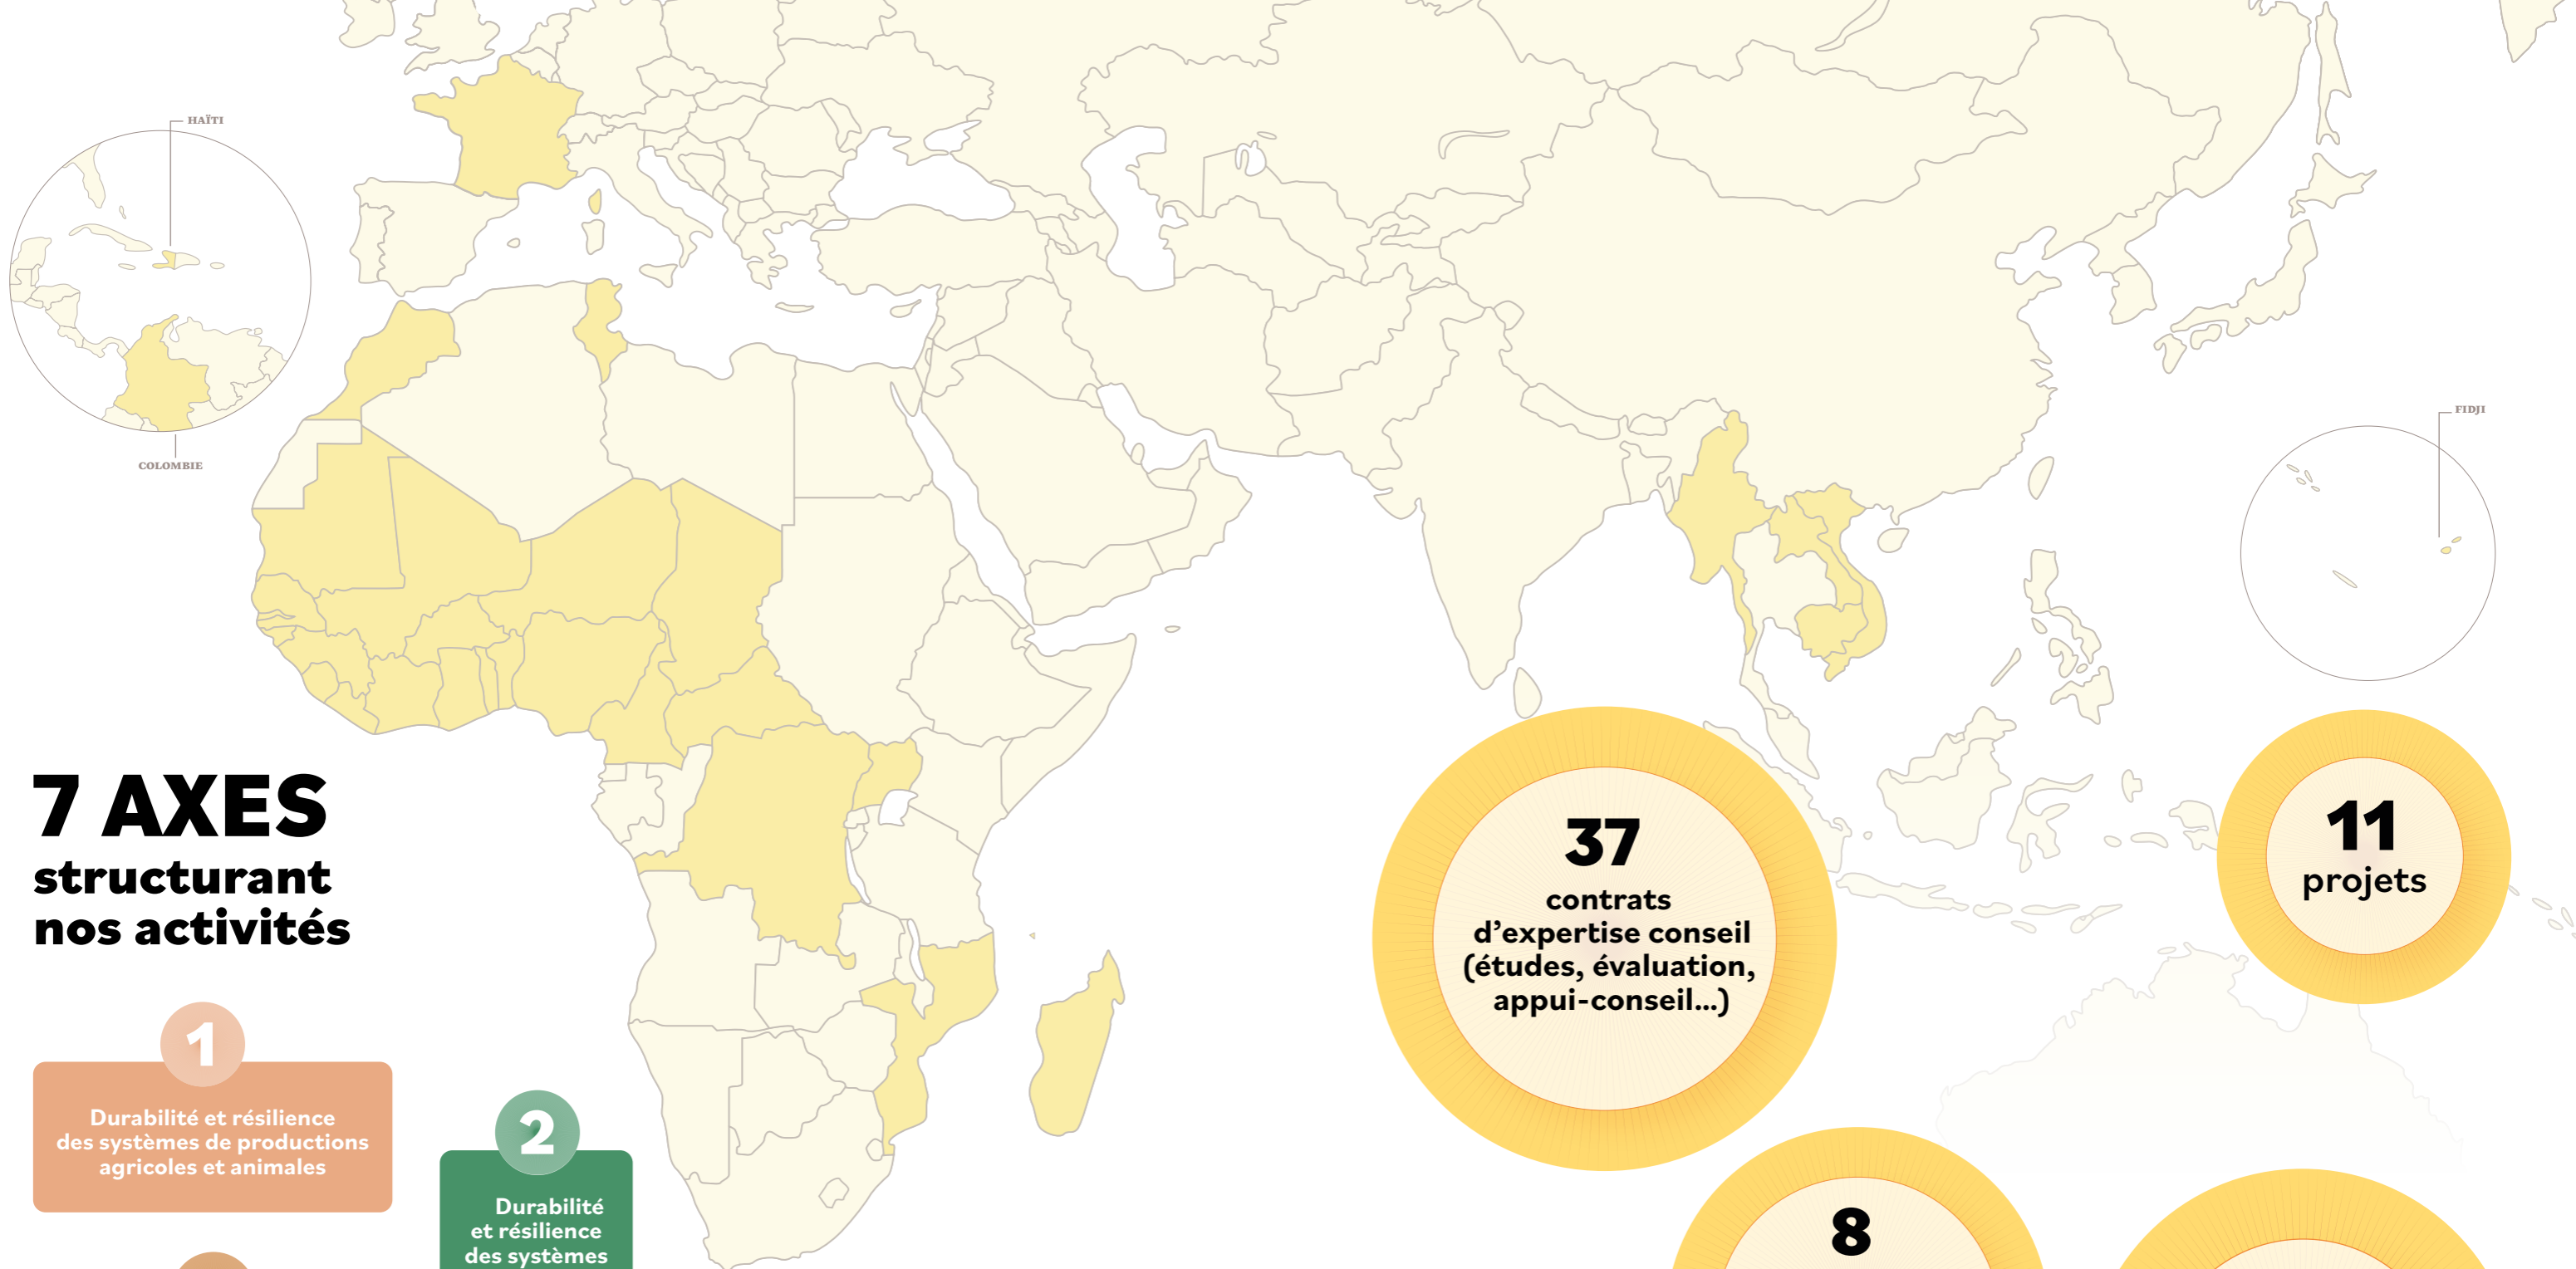 HAÏTI
COLOMBIE
FIDJI
7 AXES
structurant
nos activités
37
contrats
d’expertise conseil
(études, évaluation,
appui-conseil...)
11
projets
1
Durabilité et résilience
des systèmes de productions
agricoles et animales
2
Durabilité
et résilience
des systèmes
8